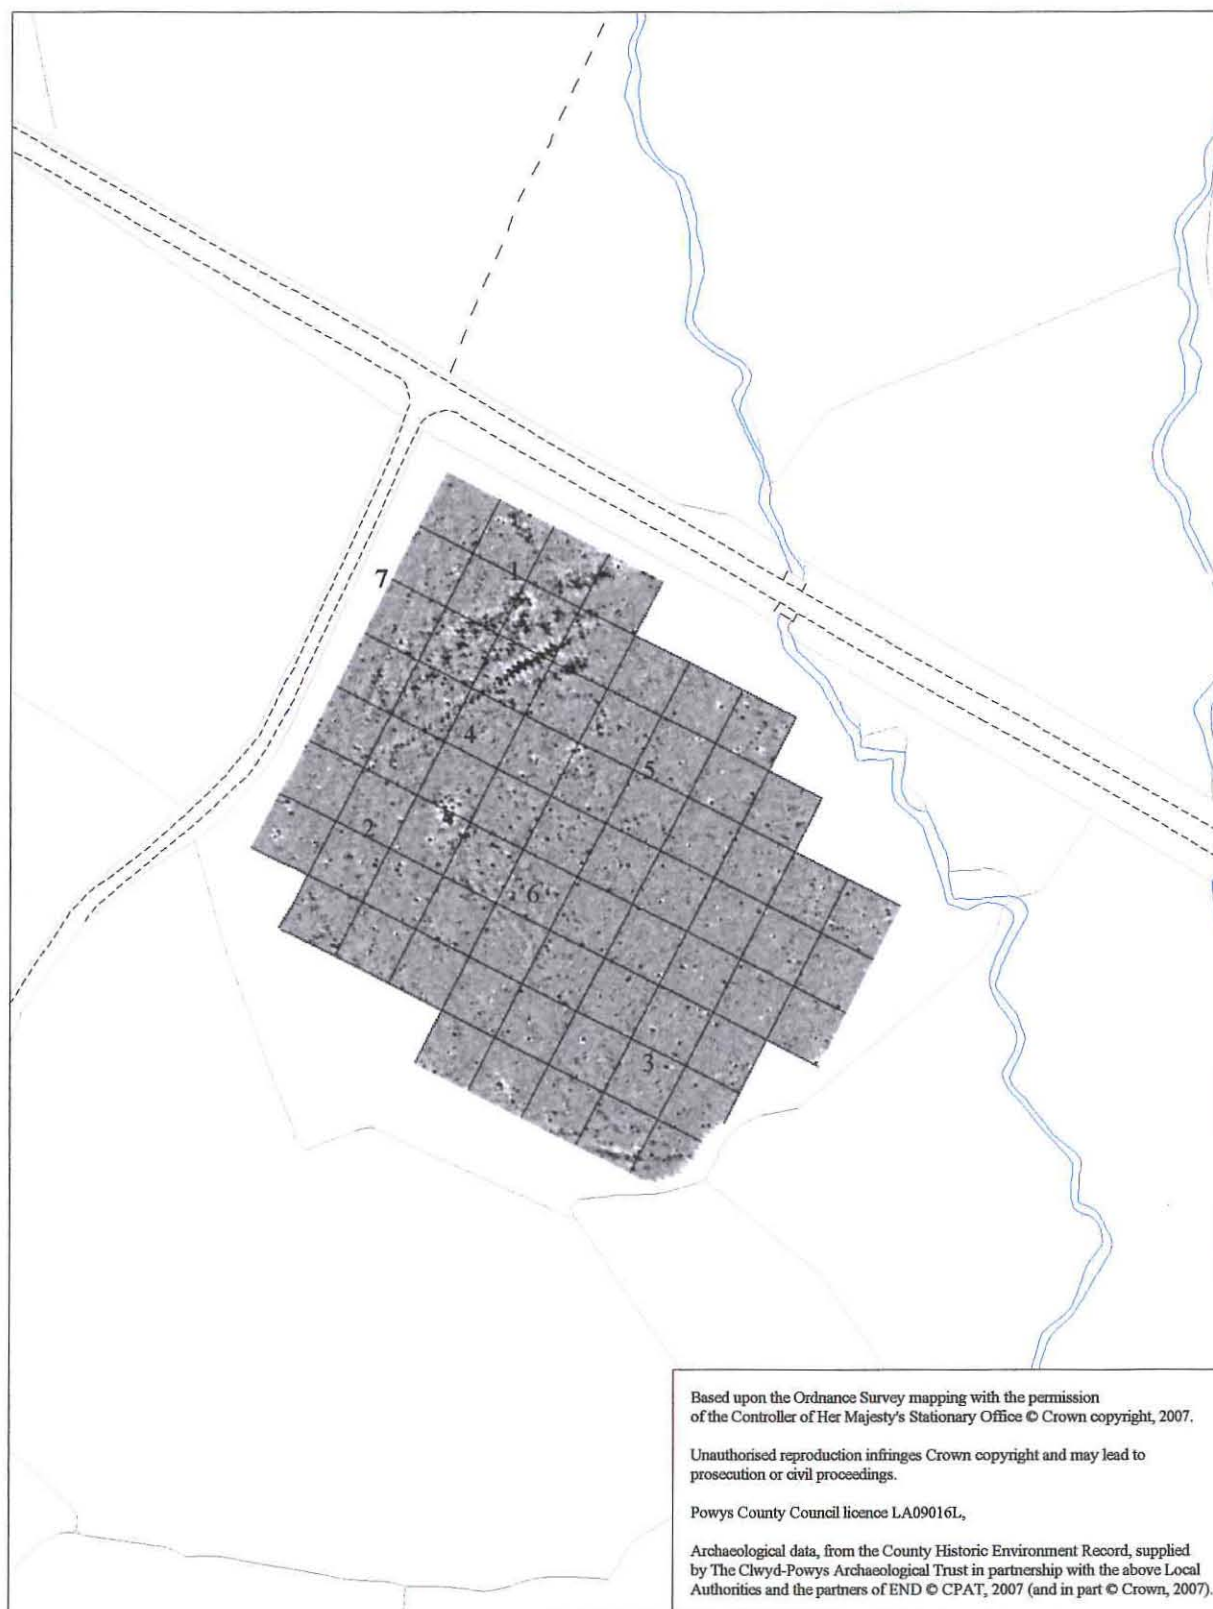 1
7
4
5
2
6
3
Based upon the Ordnance Survey mapping with the permission
of the Controller of Her Majesty's Stationary Office © Crown copyright, 2007.
Unauthorised reproduction infringes Crown copyright and may lead to
prosecution or civil proceedings.
Powys County Council licence LA09016L,
Archaeological data, from the County Historic Environment Record, supplied
by The Clwyd-Powys Archaeological Trust in partnership with the above Local
Authorities and the partners of END © CPAT, 2007 (and in part © Crown, 2007).